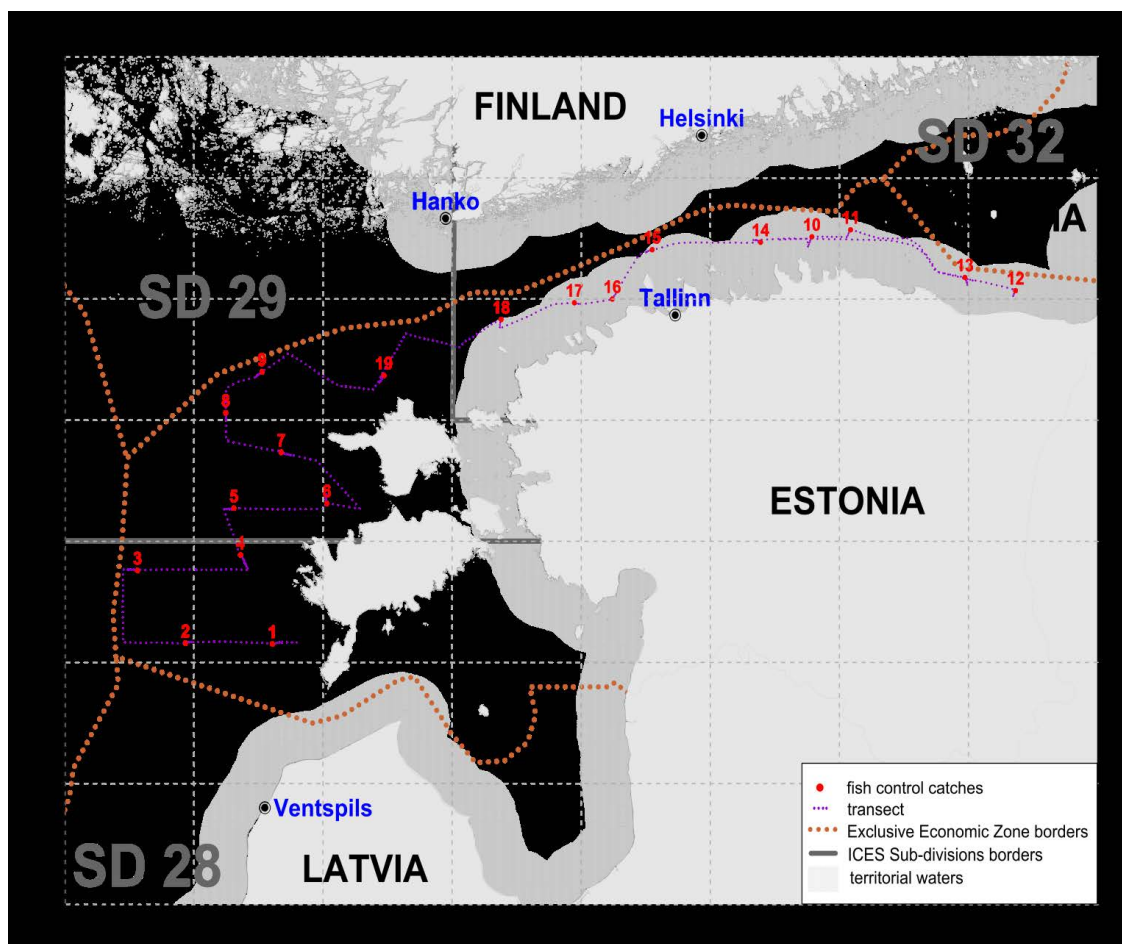 FINLAND
Helsinki
SD 32
Hanko
11
IA
15
14
10
13
12
SD 29
17
16
Tallinn
18
9
19
8
7
5
6
ESTONIA
3
4
2
1
Ventspils
LATVIA
SD 28
fish control catches
transect
Exclusive Economic Zone borders
ICES Sub-divisions borders
territorial waters